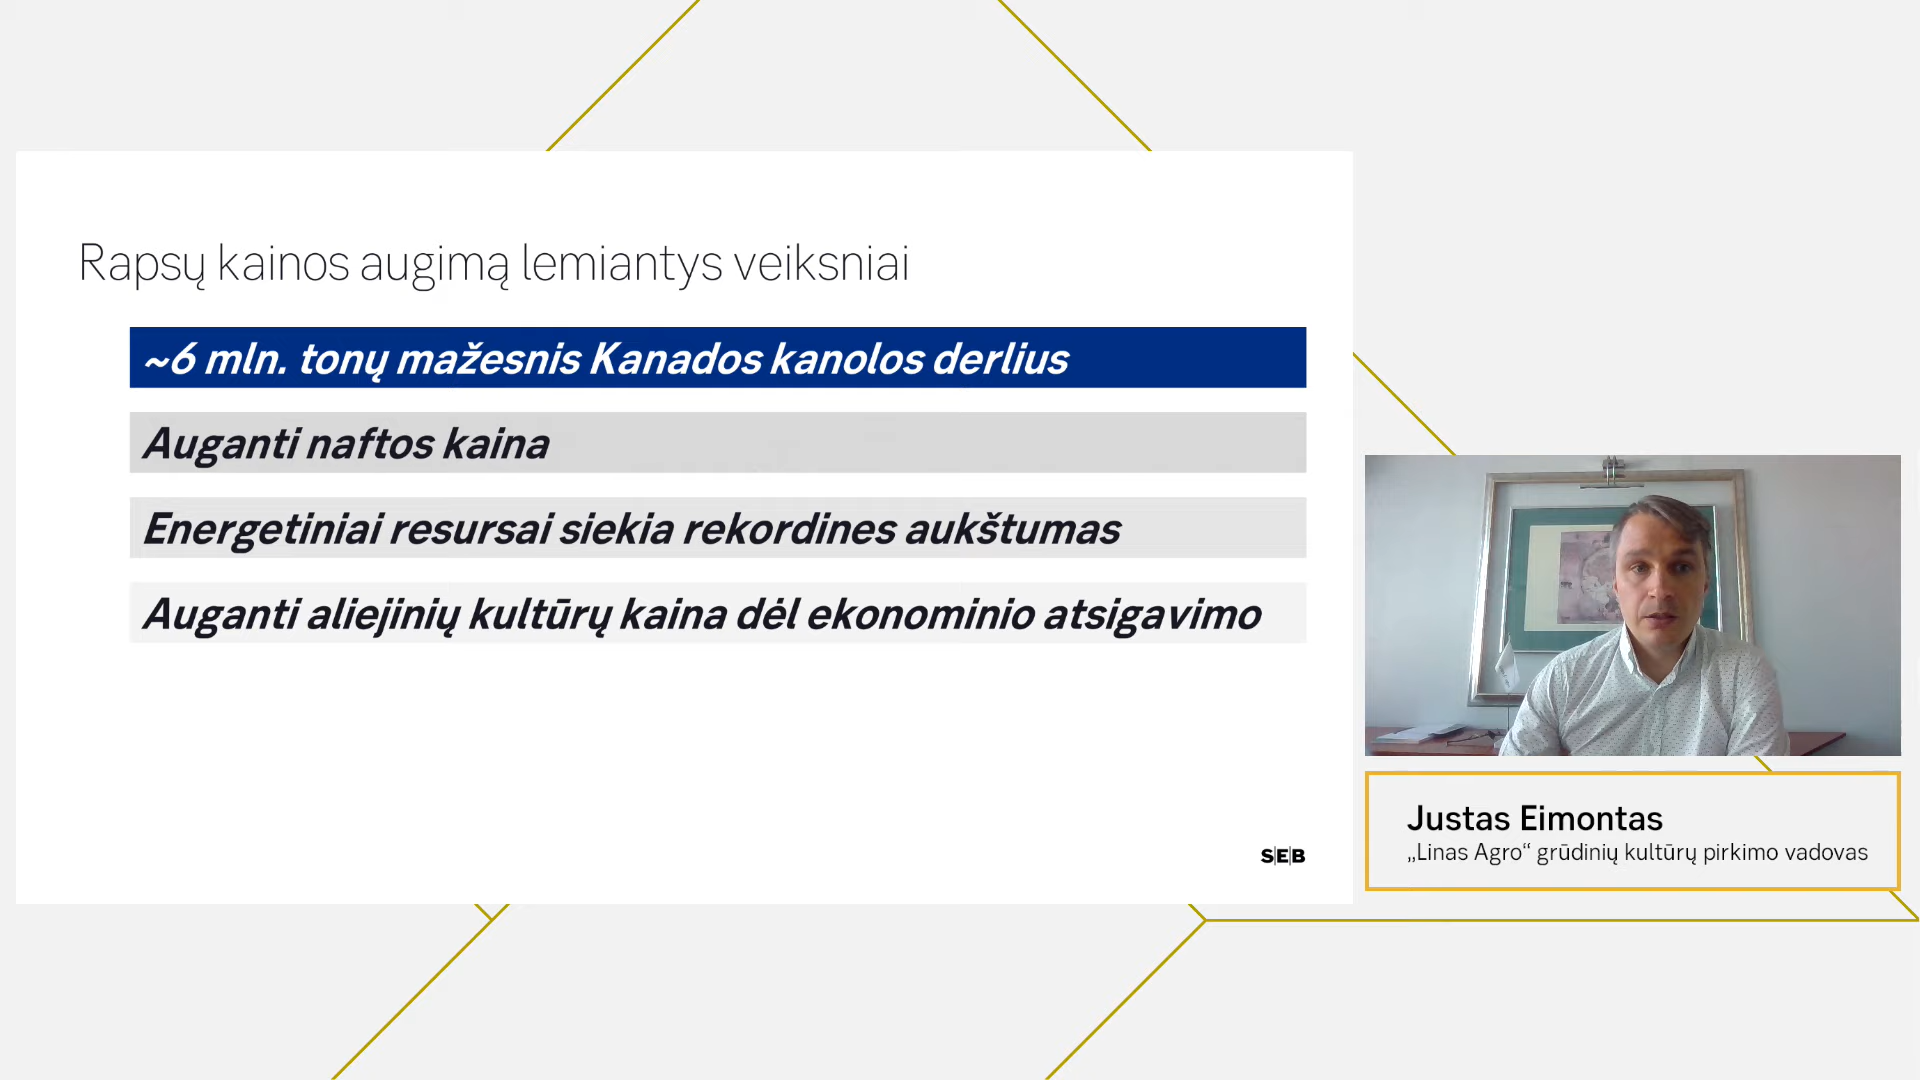 Rapsų kainos augimą lemiantys veiksniai
~6 mln. tonų mažesnis Kanados kanolos derlius
Auganti naftos kaina
Energetiniai resursai siekia rekordines aukštumas
Auganti aliejinių kultūrų kaina dėl ekonominio atsigavimo
SEB
Justas Eimontas
„Linas Agro“ grūdinių kultūrų pirkimo vadovas